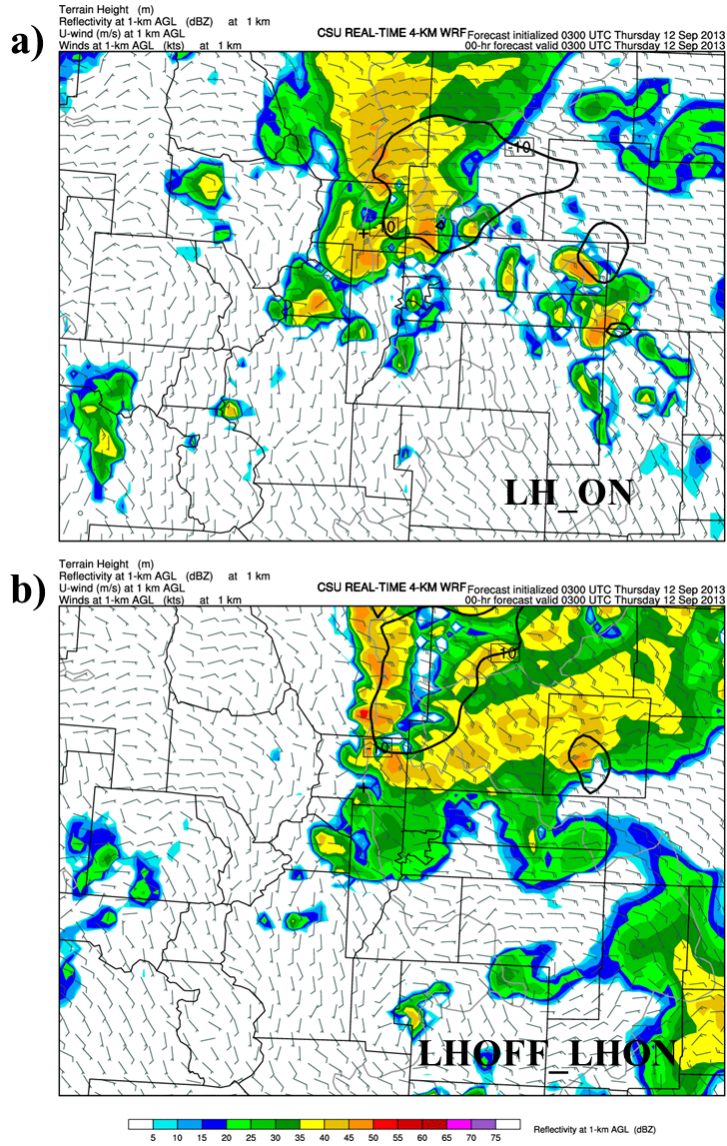 a)
Terrain Height (m)
Reflectivity at 1-km AGL (dBZ) at 1 km
U-wind (m/s) at 1 km AGL
Winds at 1-km AGL (kts) at 1 km
CSU REAL-TIME 4-KM WRF
Forecast initialized 0300 UTC Thursday 12 Sep 2013
00-hr forecast valid 0300 UTC Thursday 12 Sep 2013
-10
10
+
LH_ON
b)
Terrain Height (m)
Reflectivity at 1-km AGL (dBZ) at 1 km
U-wind (m/s) at 1 km AGL
Winds at 1-km AGL (kts) at 1 km
CSU REAL-TIME 4-KM WRF
Forecast initialized 0300 UTC Thursday 12 Sep 2013
00-hr forecast valid 0300 UTC Thursday 12 Sep 2013
-10
-10
+
LHOFF_LHON
5 10 15 20 25 30 35 40 45 50 55 60 65 70 75
Reflectivity at 1-km AGL (dBZ)